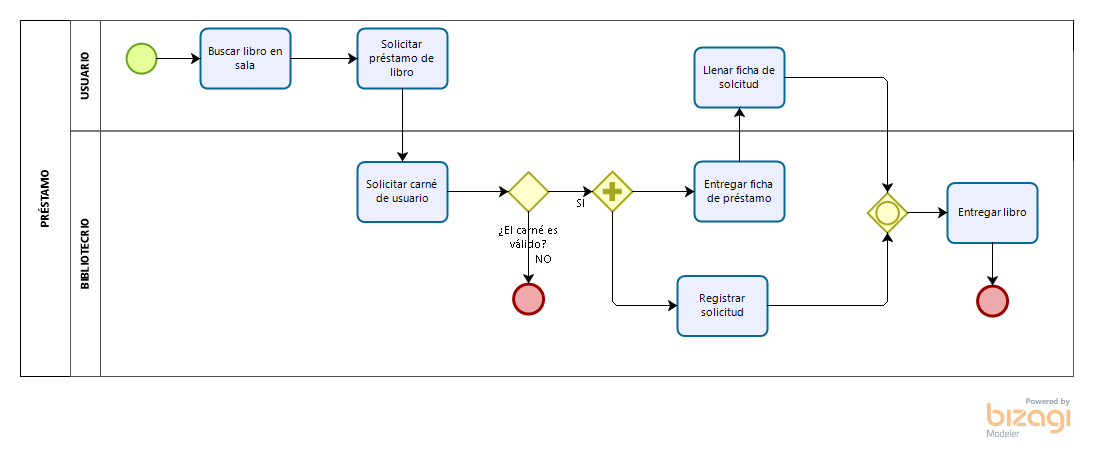 PRÉSTAMO
USUARIO
Buscar libro en
sala
Solicitar
préstamo de
libro
Llenar ficha de
solcitud
BIBLIOTECRIO
Solicitar carné
de usuario
¿El carné es
válido?
SI
NO
Entregar ficha
de préstamo
Registrar
solicitud
Entregar libro
Powered by
bizagi
Modeler